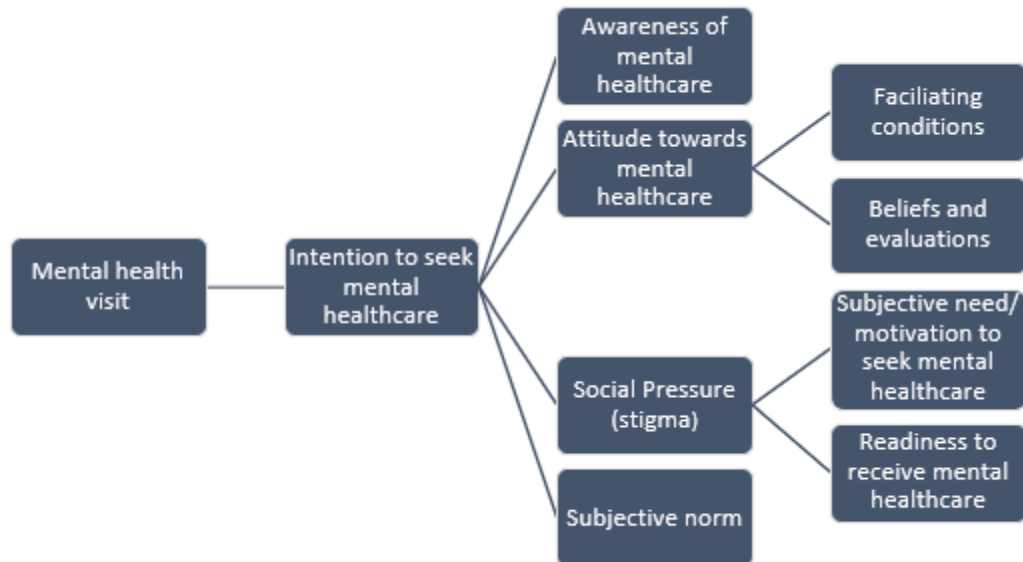 Mental health
visit
Intention to seek
mental
healthcare
Awareness of
mental
healthcare
Attitude towards
mental
healthcare
Social Pressure
(stigma)
Subjective norm
Faciliating
conditions
Beliefs and
evaluations
Subjective need/
motivation to
seek mental
healthcare
Readiness to
receive mental
healthcare